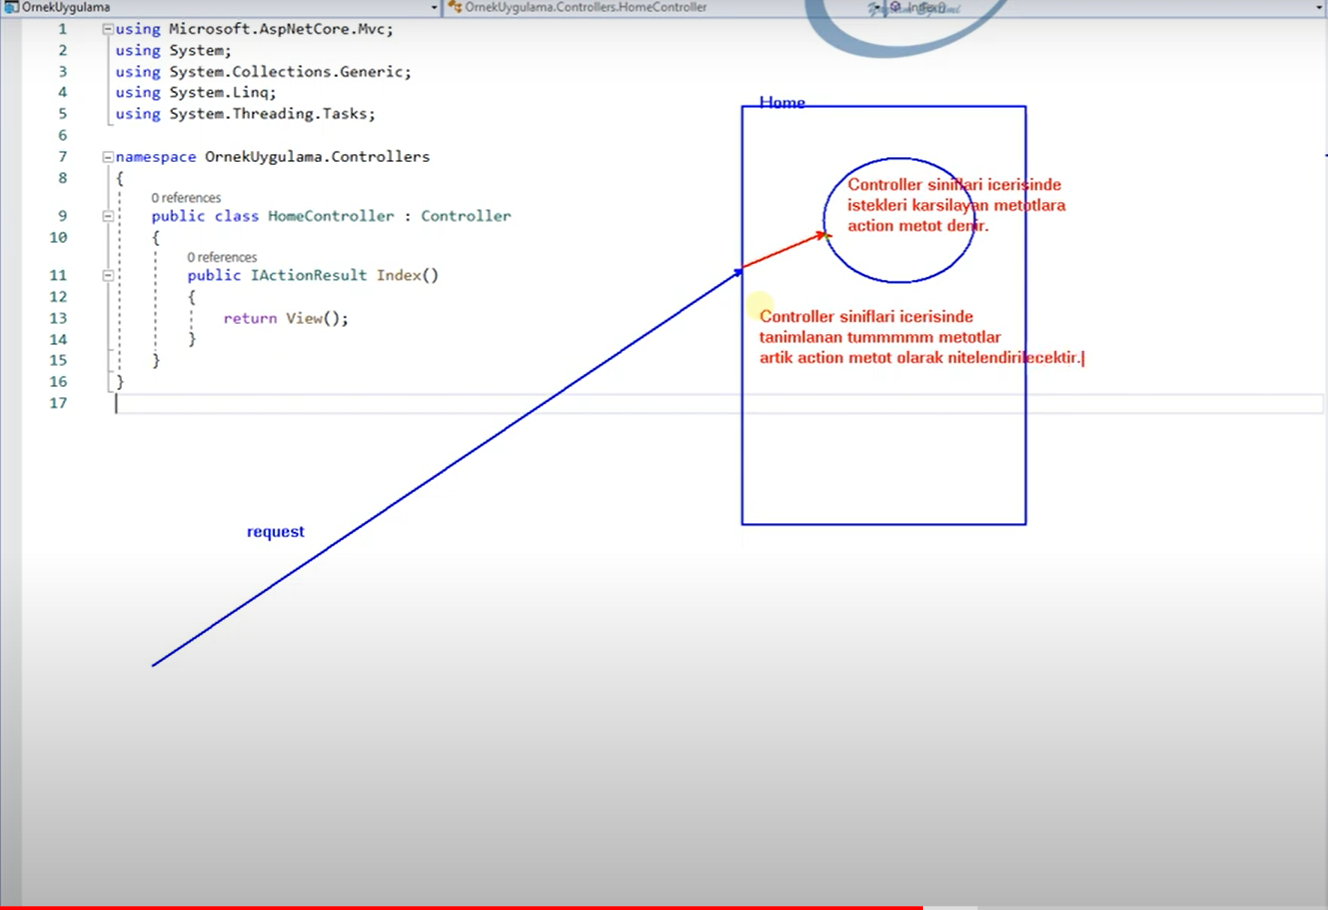 OrnekUygulama
OrnekUygulama.Controllers.HomeController
1 using Microsoft.AspNetCore.Mvc;
2 using System;
3 using System.Collections.Generic;
4 using System.Linq;
5 using System.Threading.Tasks;
6
7 namespace OrnekUygulama.Controllers
8 {
0 references
9 public class HomeController : Controller
10 {
0 references
11 public IActionResult Index()
12 {
13 return View();
14 }
15 }
16 }
17
Home
Controller siniflari icerisinde
istekleri karsilayan metotlara
action metot denir.
Controller siniflari icerisinde
tanimlanan tummmmm metotlar
artik action metot olarak nitelendirilecektir.
request